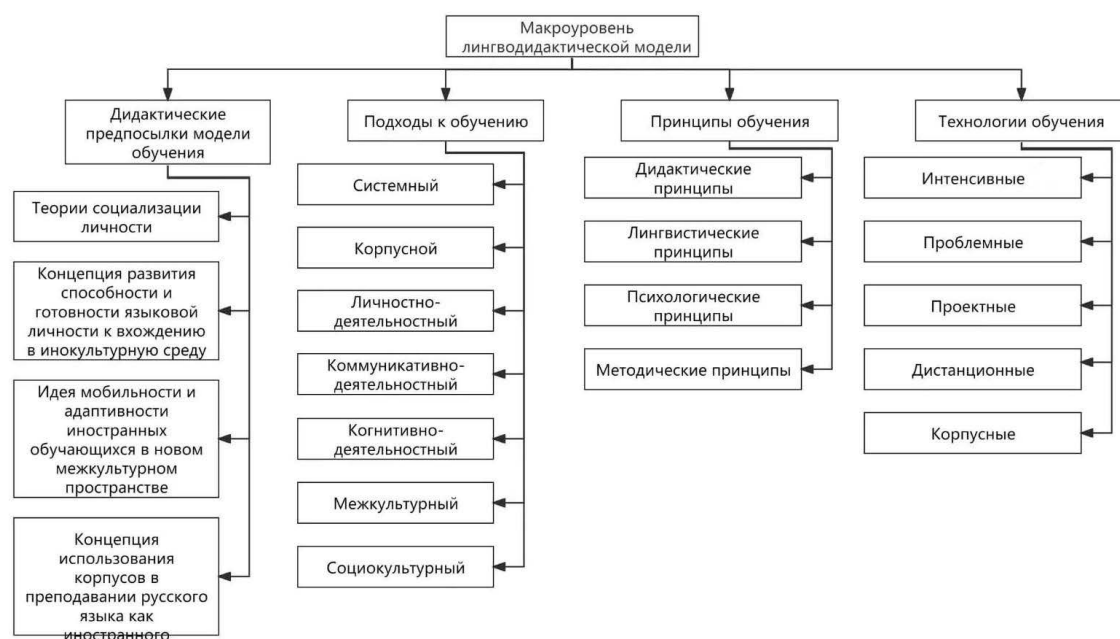 Макроуровень
лингводидактической модели
Дидактические
предпосылки модели
обучения
Теории социализации
личности
Концепция развития
способности и
готовности языковой
личности к вхождению
в инокультурную среду
Идея мобильности и
адаптивности
иностранных
обучающихся в новом
межкультурном
пространстве
Концепция
использования
корпусов в
преподавании русского
языка как
иностранного
Подходы к обучению
Системный
Корпусной
Личностно-
деятельностный
Коммуникативно-
деятельностный
Когнитивно-
деятельностный
Межкультурный
Социокультурный
Принципы обучения
Дидактические
принципы
Лингвистические
принципы
Психологические
принципы
Методические принципы
Технологии обучения
Интенсивные
Проблемные
Проектные
Дистанционные
Корпусные